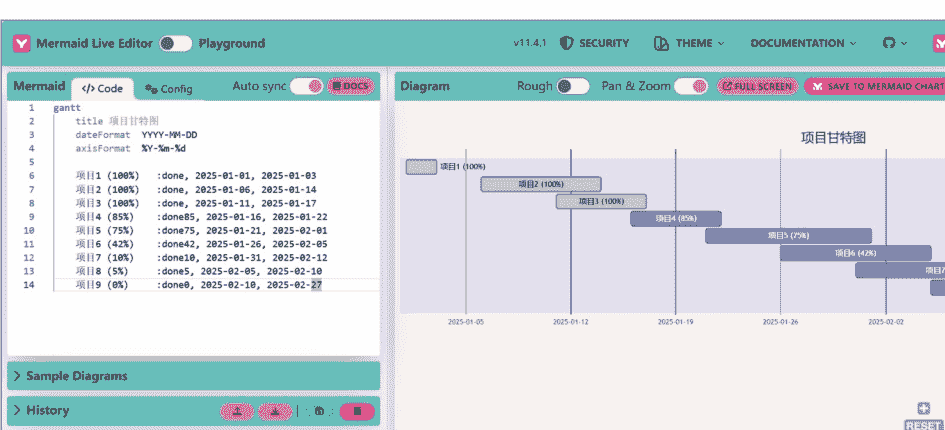 Mermaid Live Editor Playground v11.4.1 SECURITY THEME DOCUMENTATION
Mermaid Code Config Auto sync DOCS
Diagram Rough Pan & Zoom FULL SCREEN SAVE TO MERMAID CHART
1 gantt
2 title 项目甘特图
3 dateFormat YYYY-MM-DD
4 axisFormat %Y-%m-%d
5
6 项目1 (100%) :done, 2025-01-01, 2025-01-03
7 项目2 (100%) :done, 2025-01-06, 2025-01-14
8 项目3 (100%) :done, 2025-01-11, 2025-01-17
9 项目4 (85%) :done85, 2025-01-16, 2025-01-22
10 项目5 (75%) :done75, 2025-01-21, 2025-02-01
11 项目6 (42%) :done42, 2025-01-26, 2025-02-05
12 项目7 (10%) :done10, 2025-01-31, 2025-02-12
13 项目8 (5%) :done5, 2025-02-05, 2025-02-10
14 项目9 (0%) :done0, 2025-02-10, 2025-02-27
Sample Diagrams
History
项目甘特图
项目1 (100%)
项目2 (100%)
项目3 (100%)
项目4 (85%)
项目5 (75%)
项目6 (42%)
项目7
2025-01-05 2025-01-12 2025-01-19 2025-01-26 2025-02-02
RESET